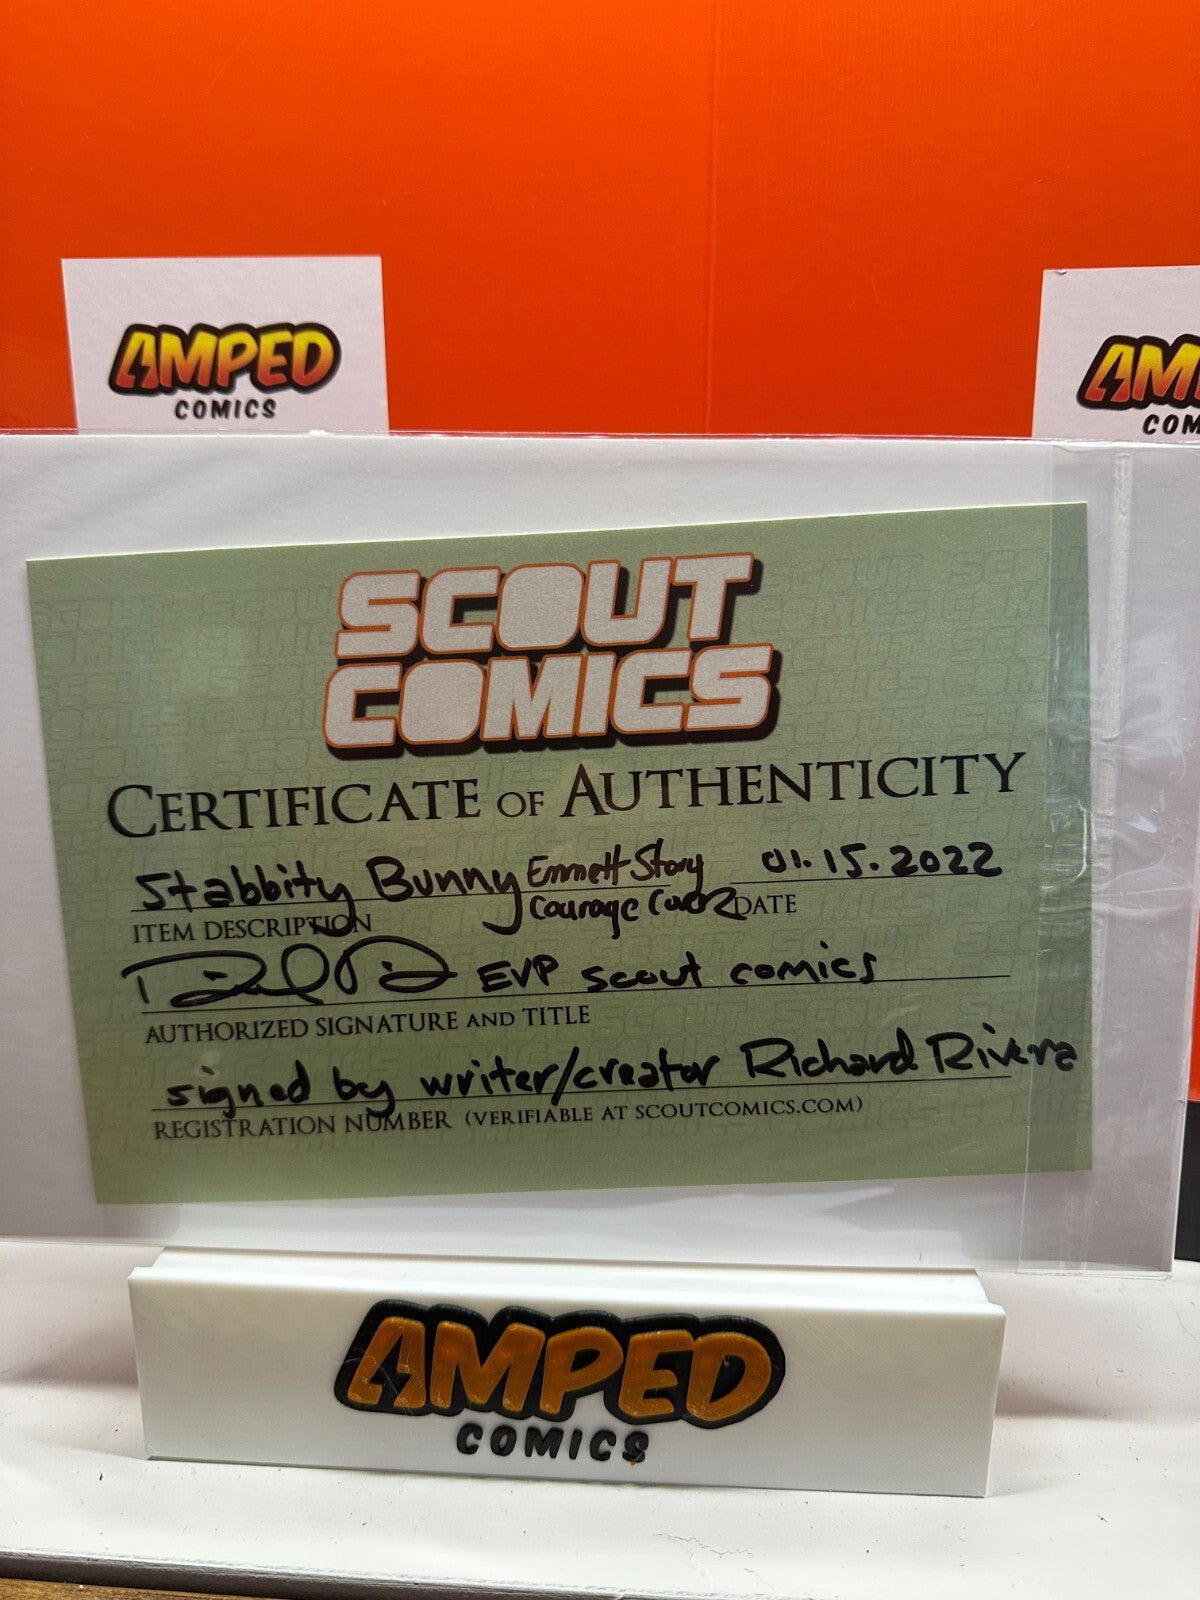 AMPED
COMICS
AM
COM
SCOUT
COMICS
CERTIFICATE OF AUTHENTICITY
Stabbity Bunny Emmett Story 01.15.2022
Courage Cover
ITEM DESCRIPTION DATE
EVP scout comics
AUTHORIZED SIGNATURE AND TITLE
signed by writer/creator Richard Rivera
REGISTRATION NUMBER (VERIFIABLE AT SCOUTCOMICS.COM)
AMPED
COMICS